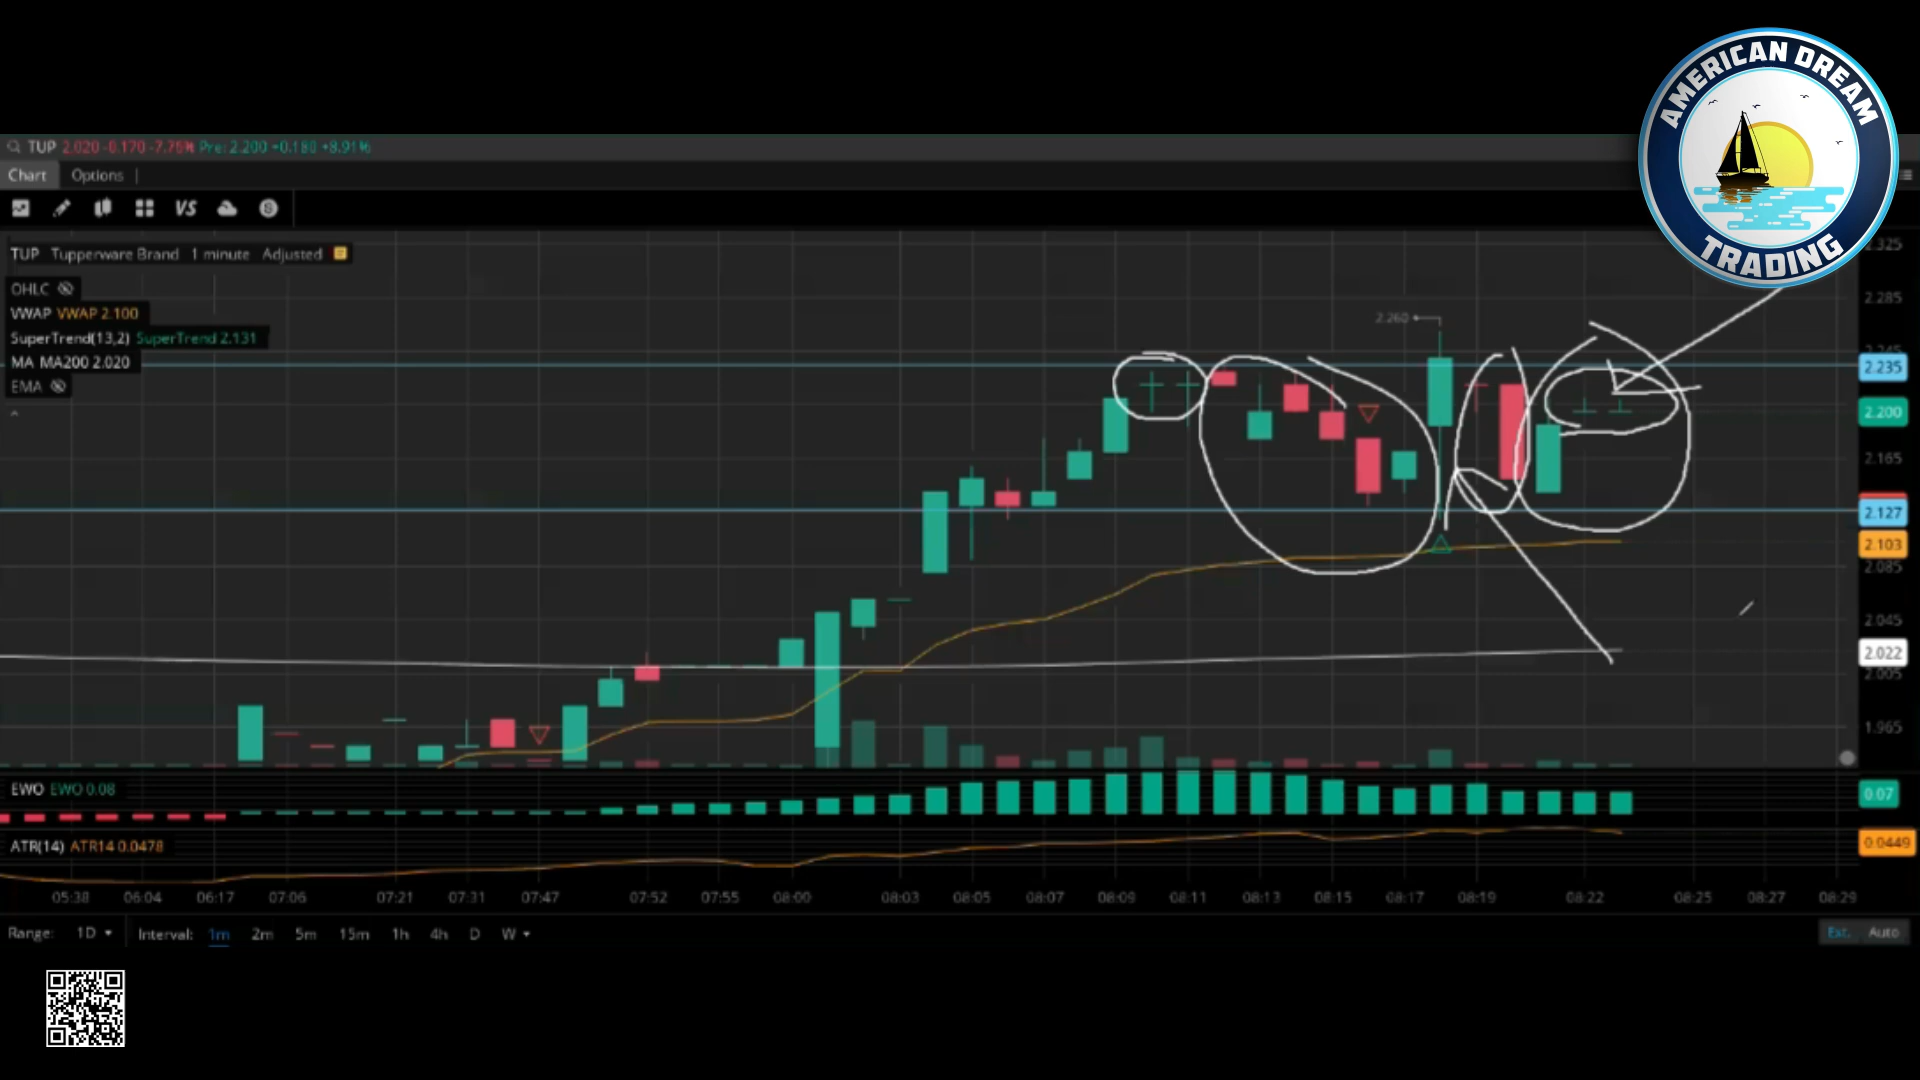 AMERICAN DREAM
TRADING
TUP 2.020 -0.170 -7.76% Pre: 2.200 +0.180 +8.91%
Chart Options
VS
S
TUP Tupperware Brand 1 minute Adjusted
OHLC
VWAP VWAP 2.100
SuperTrend(13,2) SuperTrend 2.131
MA MA200 2.020
EMA
2.260
2.325
2.285
2.245
2.235
2.200
2.165
2.127
2.103
2.085
2.045
2.022
2.005
1.965
EWO EWO 0.08
0.07
ATR(14) ATR14 0.0478
0.0449
05:38 06:04 06:17 07:06 07:21 07:31 07:47 07:52 07:55 08:00 08:03 08:05 08:07 08:09 08:11 08:13 08:15 08:17 08:19 08:22 08:25 08:27 08:29
Range: 1D Interval: 1m 2m 5m 15m 1h 4h D W
Ext. Auto